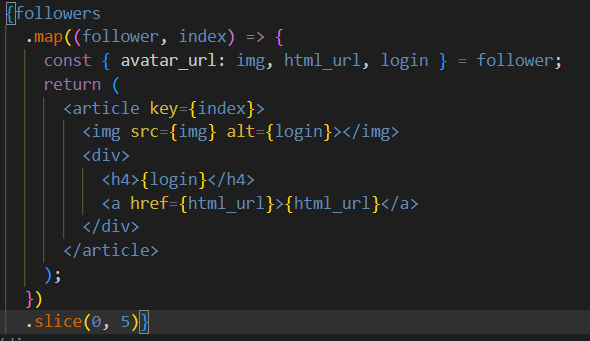 {followers
.map((follower, index) => {
const { avatar_url: img, html_url, login } = follower;
return (
<article key={index}>
<img src={img} alt={login}></img>
<div>
<h4>{login}</h4>
<a href={html_url}>{html_url}</a>
</div>
</article>
);
})
.slice(0, 5)}